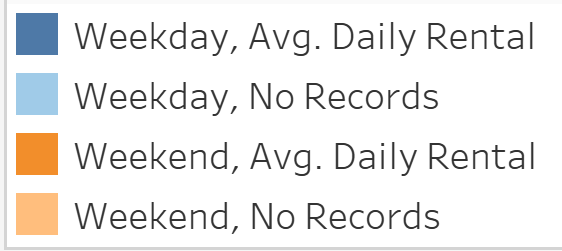 Weekday, Avg. Daily Rental
Weekday, No Records
Weekend, Avg. Daily Rental
Weekend, No Records